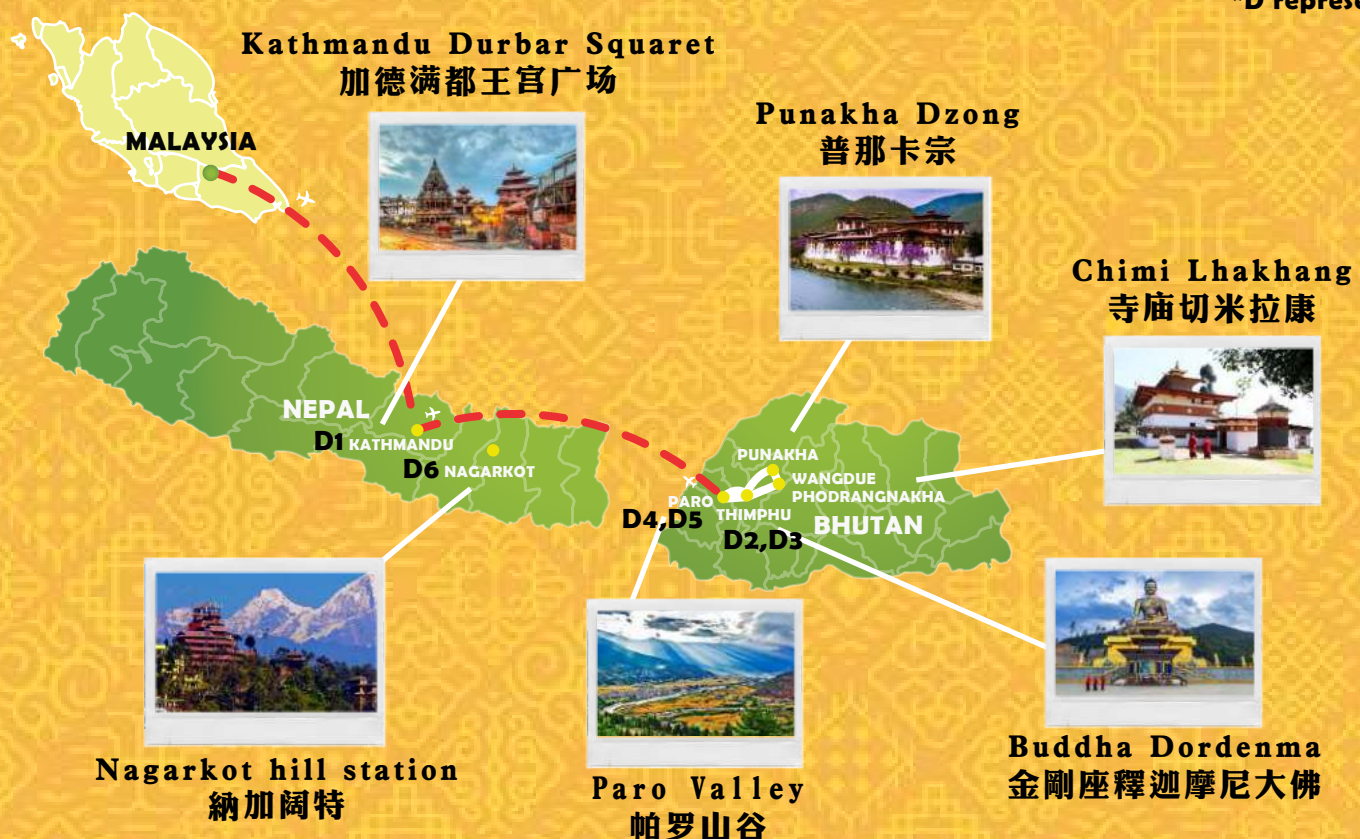 *D represe
Kathmandu Durbar Squaret
加德满都王宫广场
Punakha Dzong
普那卡宗
MALAYSIA
Chimi Lhakhang
寺庙切米拉康
NEPAL
D1 KATHMANDU
D6 NAGARKOT
PUNAKHA
WANGDUE
PHODRANGNAKHA
PARO
THIMPHU
BHUTAN
D4,D5
D2,D3
Nagarkot hill station
納加阔特
Paro Valley
帕罗山谷
Buddha Dordenma
金剛座釋迦摩尼大佛